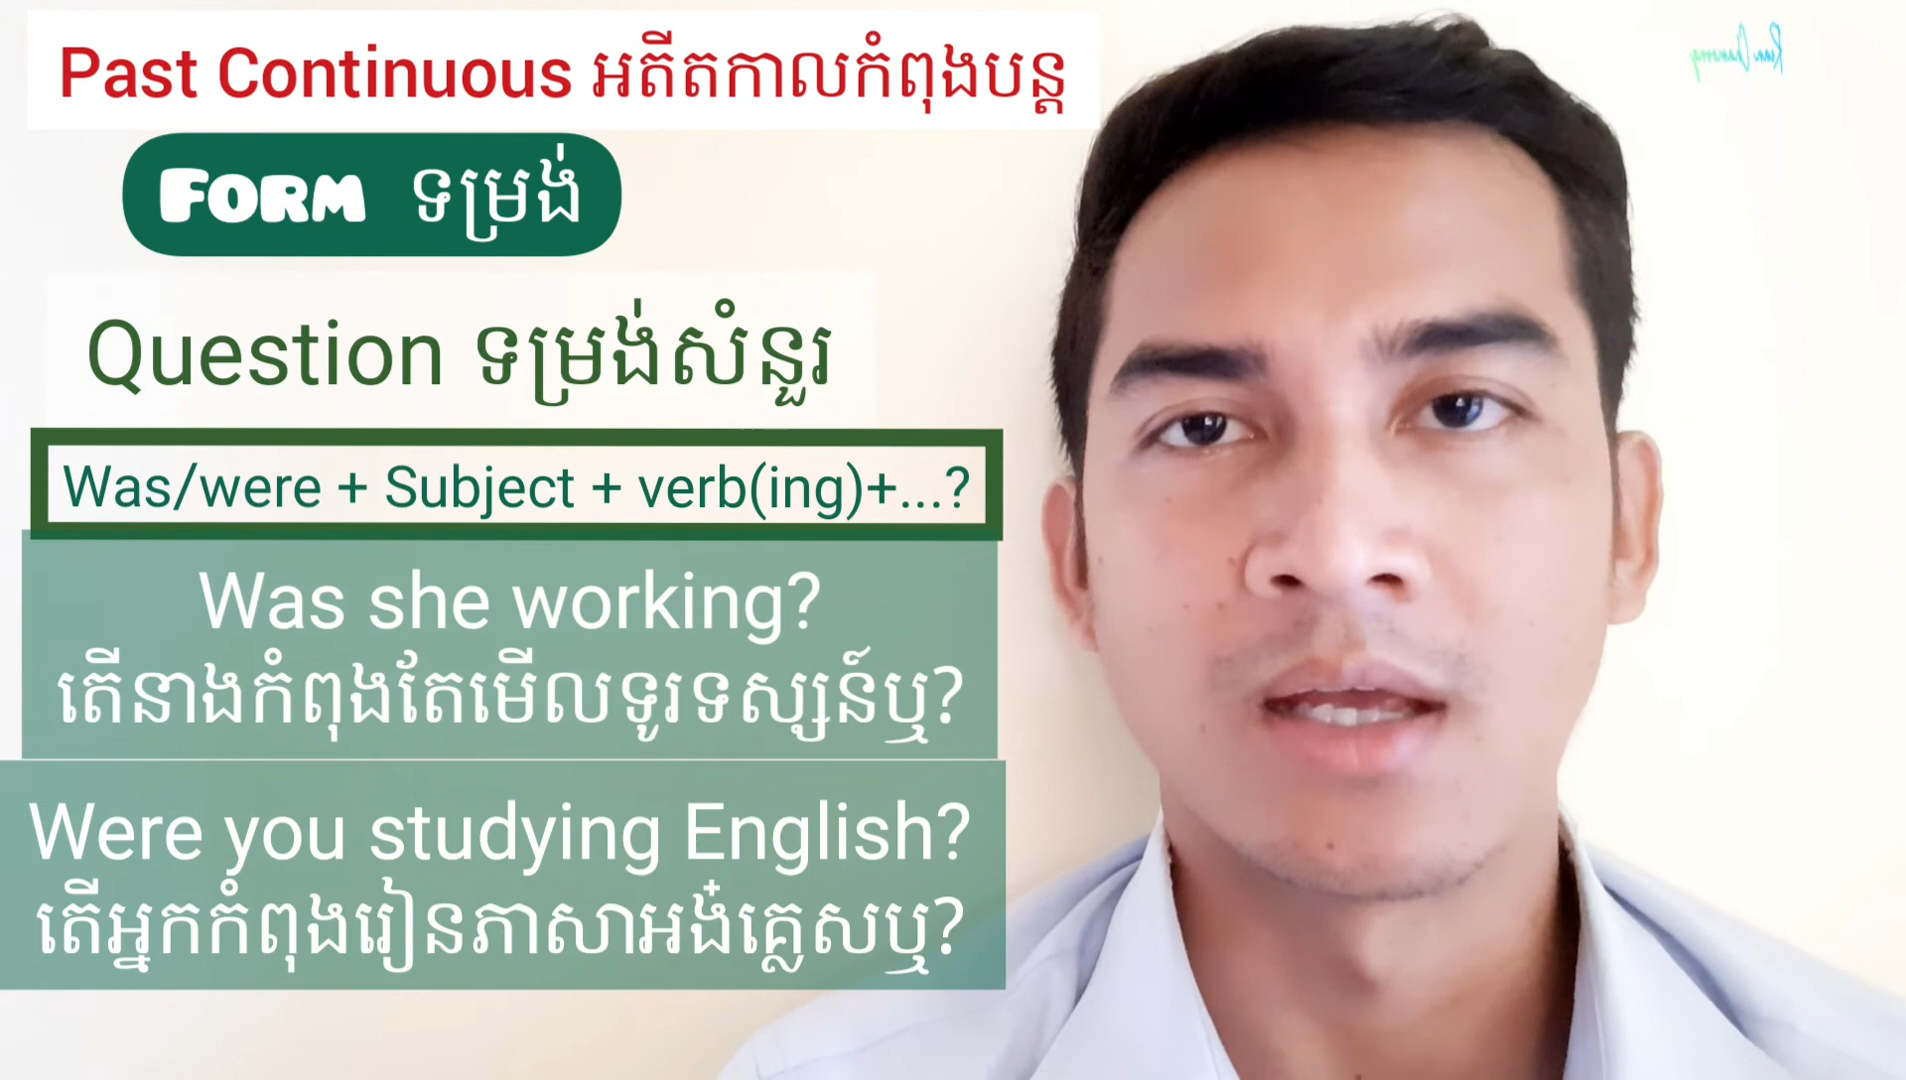 Past Continuous អតីតកាលកំពុងបន្ត
FORM ទម្រង់
Question ទម្រង់សំនួរ
Was/were + Subject + verb(ing)+...?
Was she working?
តើនាងកំពុងតែមើលទូរទស្សន៍ឬ?
Were you studying English?
តើអ្នកកំពុងរៀនភាសាអង់គ្លេសឬ?